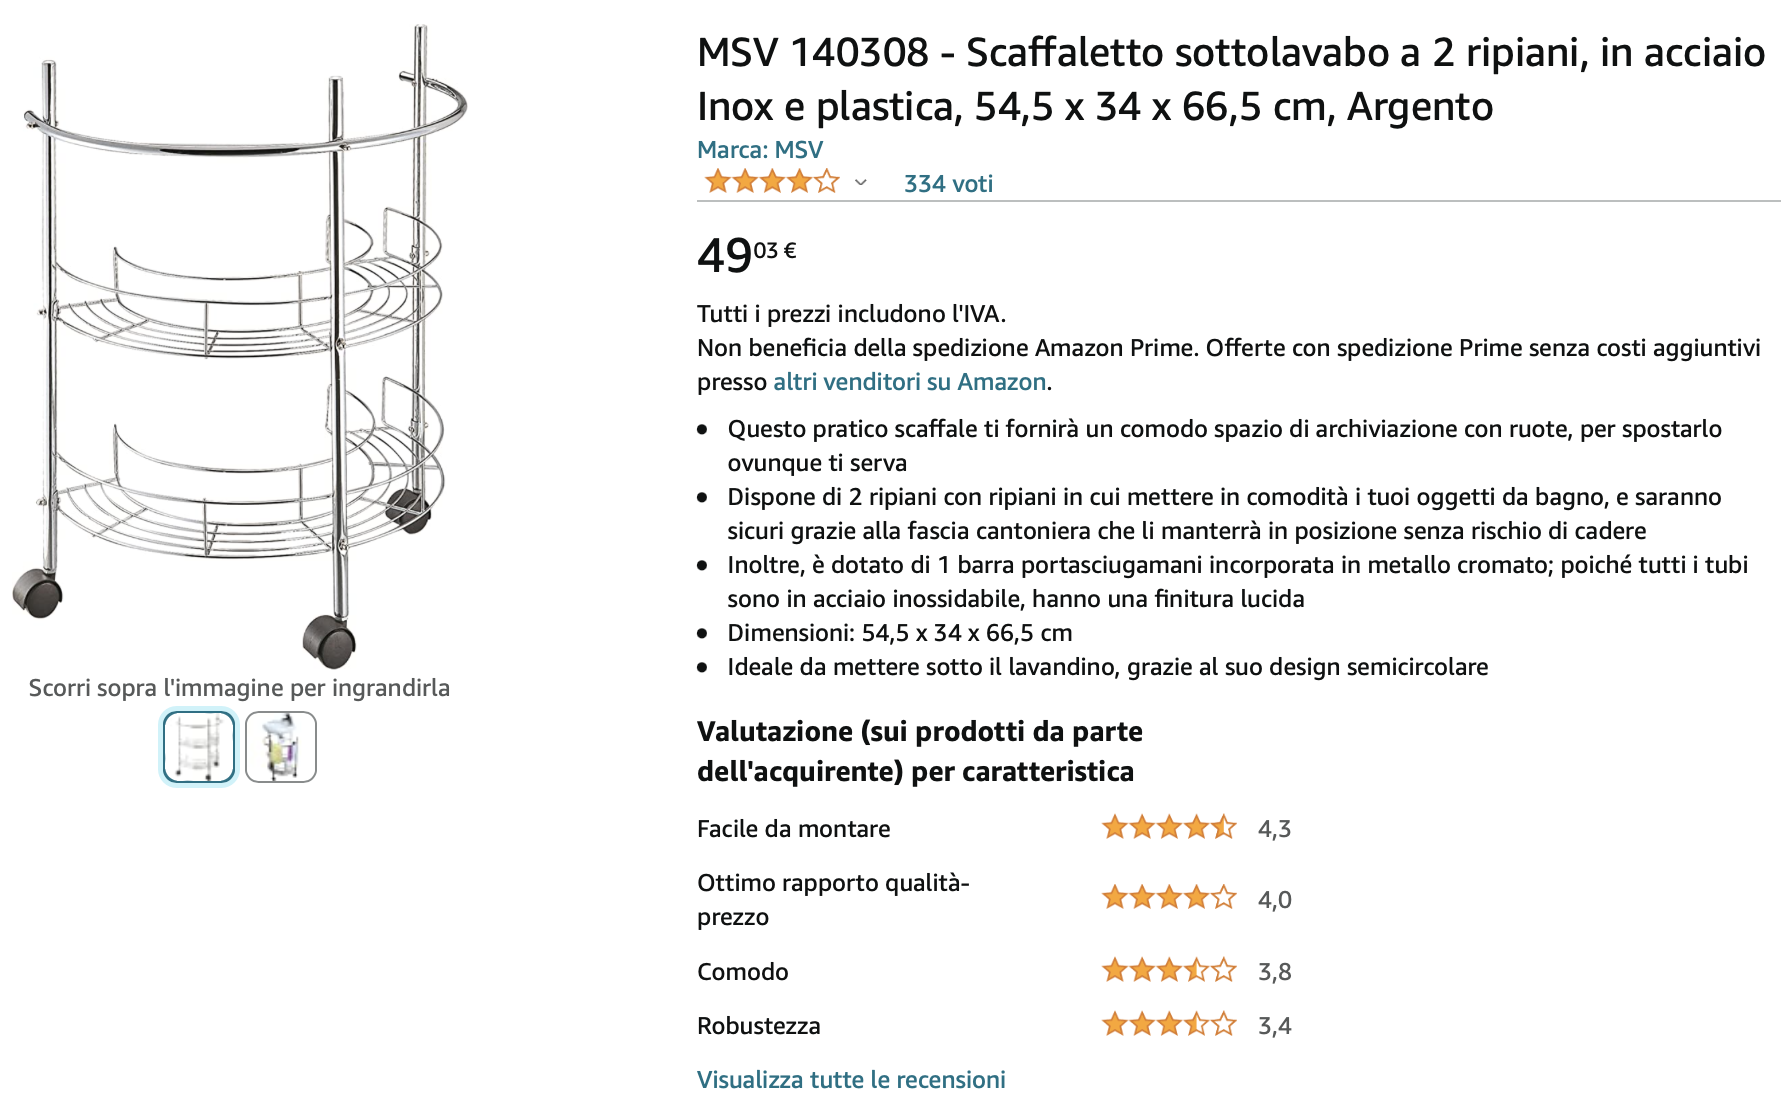 MSV 140308 - Scaffaletto sottolavabo a 2 ripiani, in acciaio
Inox e plastica, 54,5 x 34 x 66,5 cm, Argento
Marca: MSV
334 voti
49 03 €
Tutti i prezzi includono l'IVA.
Non beneficia della spedizione Amazon Prime. Offerte con spedizione Prime senza costi aggiuntivi
presso altri venditori su Amazon.
• Questo pratico scaffale ti fornirà un comodo spazio di archiviazione con ruote, per spostarlo
ovunque ti serva
• Dispone di 2 ripiani con ripiani in cui mettere in comodità i tuoi oggetti da bagno, e saranno
sicuri grazie alla fascia cantoniera che li manterrà in posizione senza rischio di cadere
• Inoltre, è dotato di 1 barra portasciugamani incorporata in metallo cromato; poiché tutti i tubi
sono in acciaio inossidabile, hanno una finitura lucida
• Dimensioni: 54,5 x 34 x 66,5 cm
• Ideale da mettere sotto il lavandino, grazie al suo design semicircolare
Scorri sopra l'immagine per ingrandirla
Valutazione (sui prodotti da parte
dell'acquirente) per caratteristica
Facile da montare 4,3
Ottimo rapporto qualità-
prezzo 4,0
Comodo 3,8
Robustezza 3,4
Visualizza tutte le recensioni